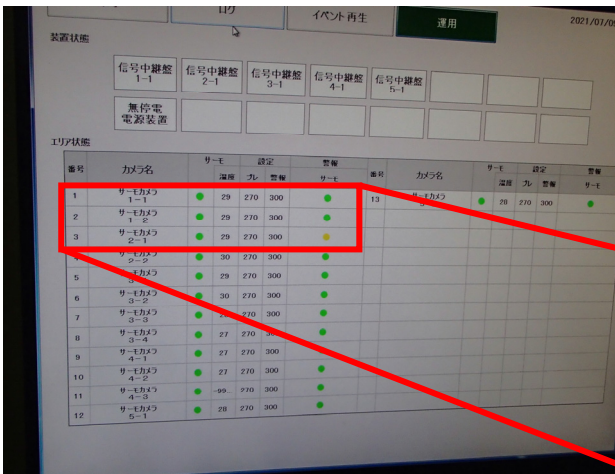 ログ
イベント再生
運用
2021/07/09
装置状態
信号中継盤 1-1
信号中継盤 2-1
信号中継盤 3-1
信号中継盤 4-1
信号中継盤 5-1
無停電 電源装置
エリア状態
番号 カメラ名 サーモ 設定 警報 番号 カメラ名 サーモ 設定 警報
温度 プレ 警報 サーモ 温度 プレ 警報 サーモ
1 サーモカメラ 1-1 29 270 300 13 28 270 300
2 サーモカメラ 1-2 29 270 300
3 サーモカメラ 2-1 29 270 300
サーモカメラ 2-2 30 270 300
5 29 270 300
6 サーモカメラ 3-2 30 270 300
7 サーモカメラ 3-3 270 300
8 サーモカメラ 3-4 27 270 300
9 サーモカメラ 4-1 27 270 300
10 サーモカメラ 4-2 27 270 300
11 サーモカメラ 4-3 -99.. 270 300
12 サーモカメラ 5-1 28 270 300